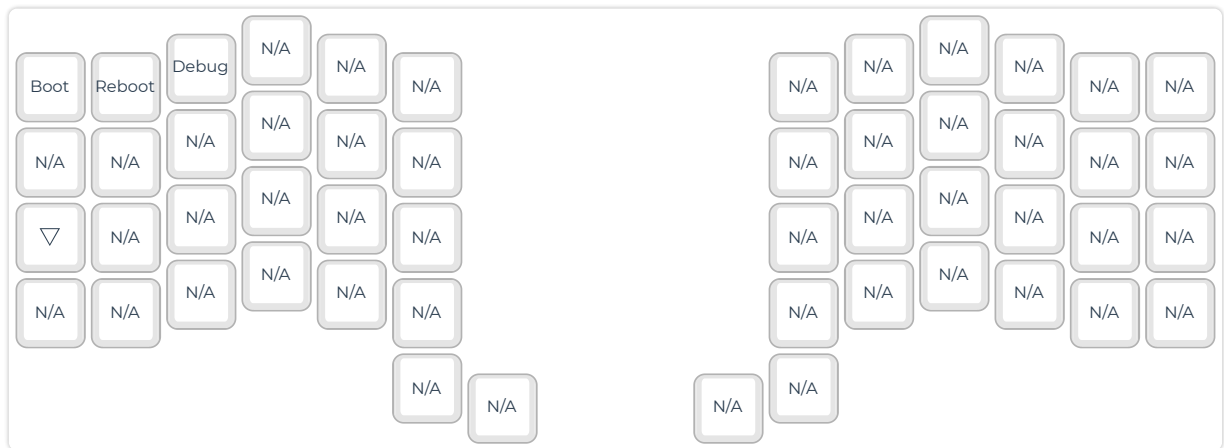 Boot Reboot Debug N/A N/A N/A N/A N/A N/A N/A N/A N/A
N/A N/A N/A N/A N/A N/A N/A N/A N/A N/A N/A N/A
▽ N/A N/A N/A N/A N/A N/A N/A N/A N/A N/A N/A
N/A N/A N/A N/A N/A N/A N/A N/A N/A N/A N/A N/A
N/A N/A N/A N/A